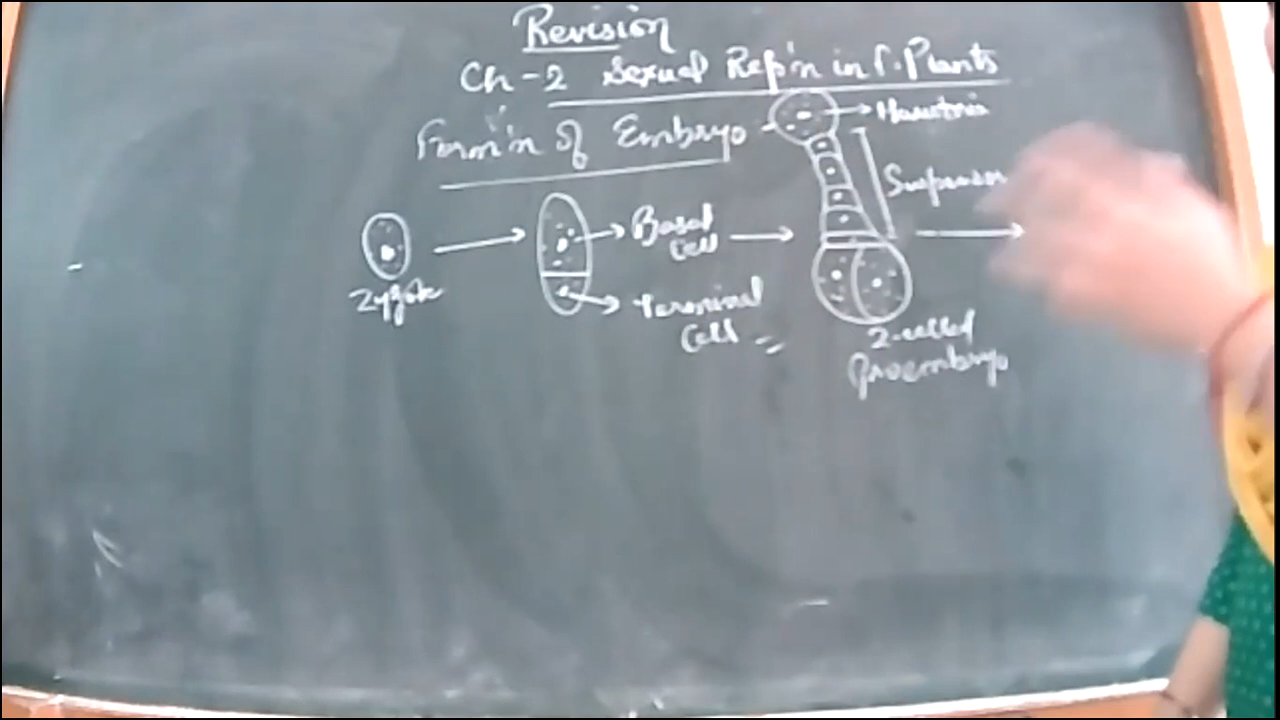 Revision
Ch-2 Sexual Rep'n in f. Plants
Form'n of Embryo
Haustoria
Suspensor
Basal
Cell
Zygote
Terminal
Cell
2-celled
Proembryo